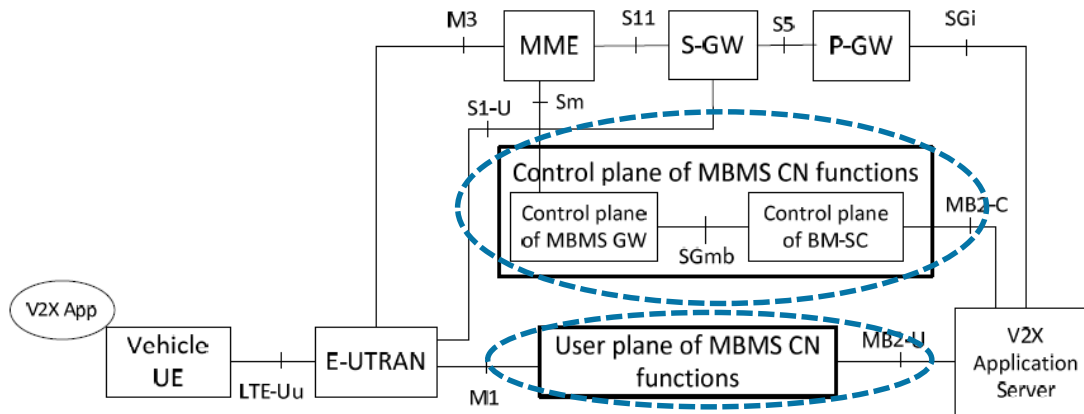 M3
MME
S11
S-GW
S5
P-GW
SGi
S1-U
Sm
Control plane of MBMS CN functions
Control plane
of MBMS GW
SGmb
Control plane
of BM-SC
MB2-C
V2X App
Vehicle
UE
LTE-Uu
E-UTRAN
M1
User plane of MBMS CN
functions
MB2-U
V2X
Application
Server